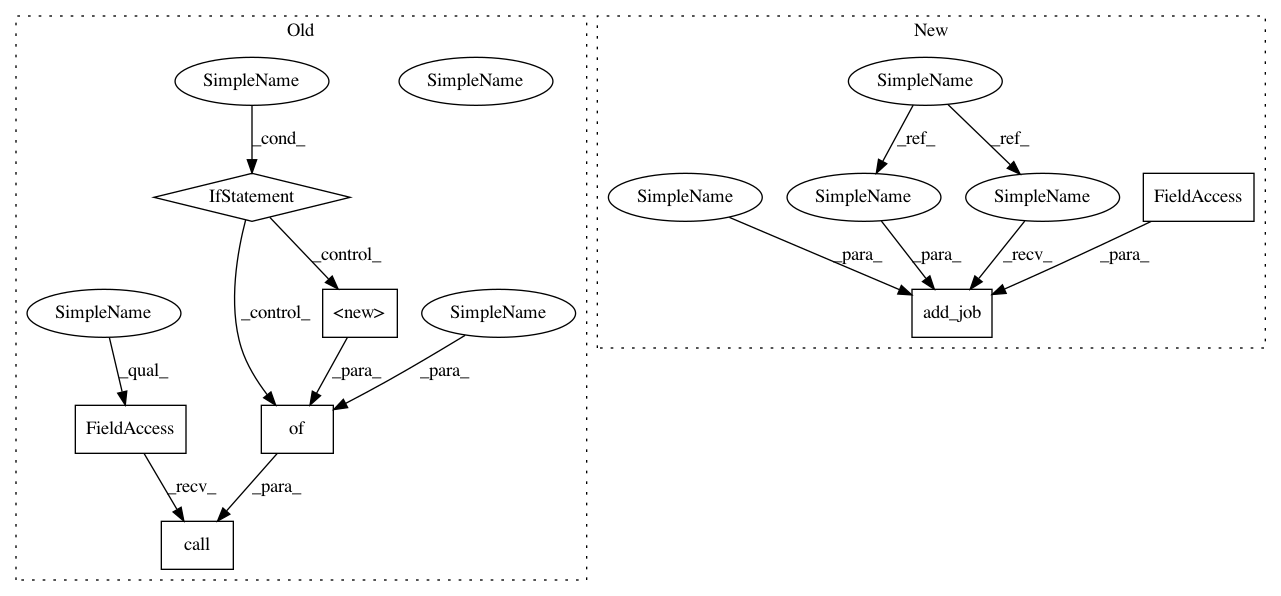 Old
New
SimpleName
SimpleName
SimpleName
_cond_
_ref_
_ref_
IfStatement
SimpleName
SimpleName
SimpleName
FieldAccess
_control_
_para_
_para_
_recv_
_para_
SimpleName
_control_
<new>
SimpleName
add_job
_qual_
_para_
_para_
FieldAccess
of
_recv_
_para_
call